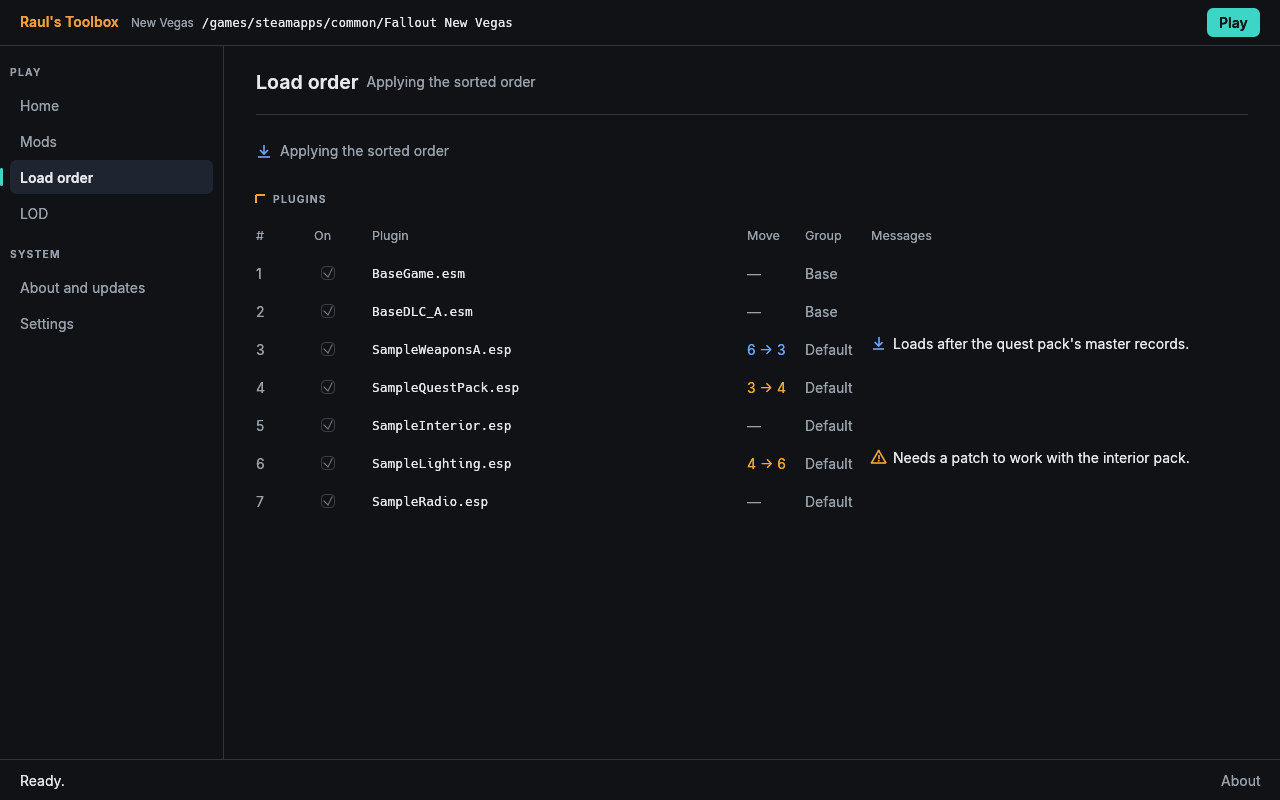 Raul's Toolbox New Vegas /games/steamapps/common/Fallout New Vegas Play
PLAY
Home
Mods
Load order
LOD
SYSTEM
About and updates
Settings
Load order Applying the sorted order
Applying the sorted order
PLUGINS
# On Plugin Move Group Messages
1 BaseGame.esm — Base
2 BaseDLC_A.esm — Base
3 SampleWeaponsA.esp 6 → 3 Default Loads after the quest pack's master records.
4 SampleQuestPack.esp 3 → 4 Default
5 SampleInterior.esp — Default
6 SampleLighting.esp 4 → 6 Default Needs a patch to work with the interior pack.
7 SampleRadio.esp — Default
Ready. About